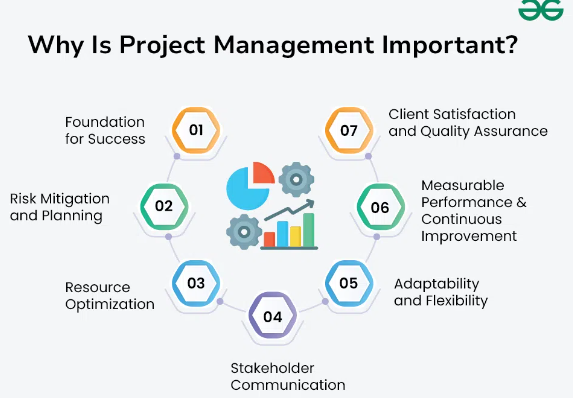 Why Is Project Management Important?
01
Foundation
for Success
02
Risk Mitigation
and Planning
03
Resource
Optimization
04
Stakeholder
Communication
05
Adaptability
and Flexibility
06
Measurable
Performance &
Continuous
Improvement
07
Client Satisfaction
and Quality Assurance